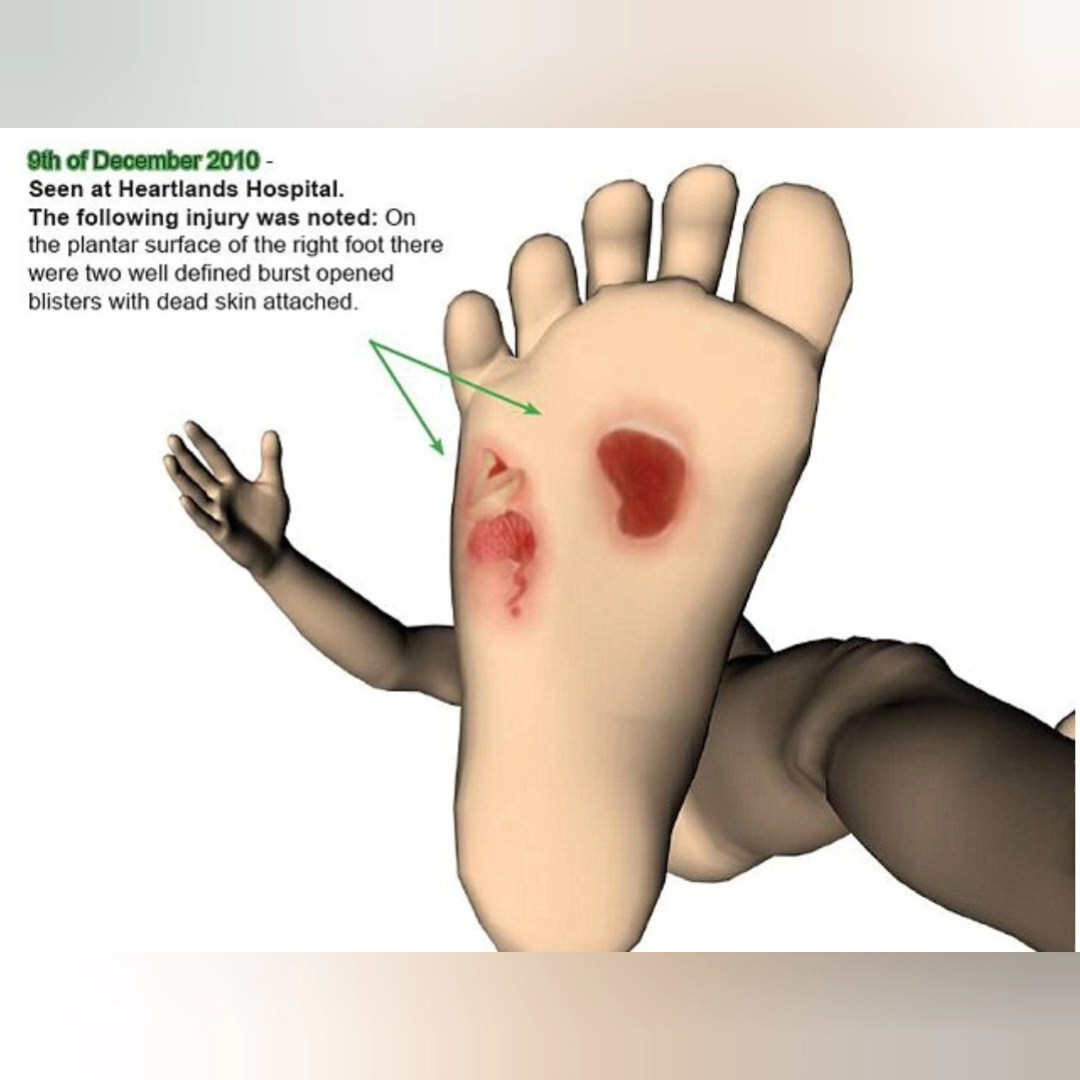 9th of December 2010 -
Seen at Heartlands Hospital.
The following injury was noted: On
the plantar surface of the right foot there
were two well defined burst opened
blisters with dead skin attached.